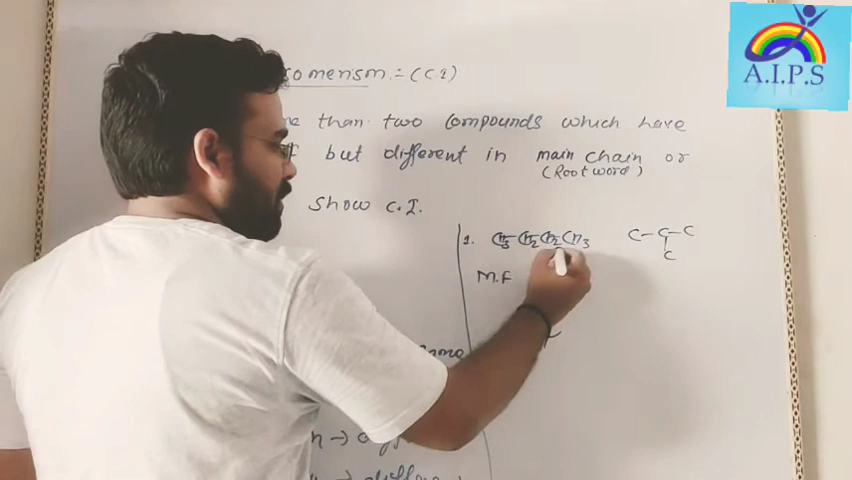 A.I.P.S
omerism :- (C.I)
than two compounds which have
but different in main chain or
(Root word)
show C.I.
1. CH3-CH2-CH2-CH3 C-C-C
C
M.F